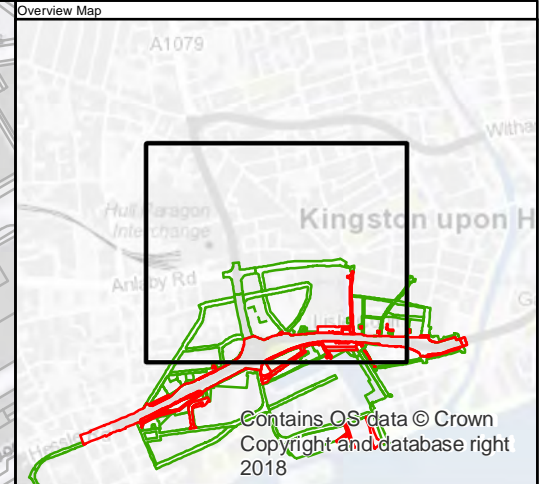 Overview Map
A1079
Witha
Hull Paragon
Interchange
Kingston upon H
Anlaby Rd
G
Contains OS data © Crown
Copyright and database right
2018